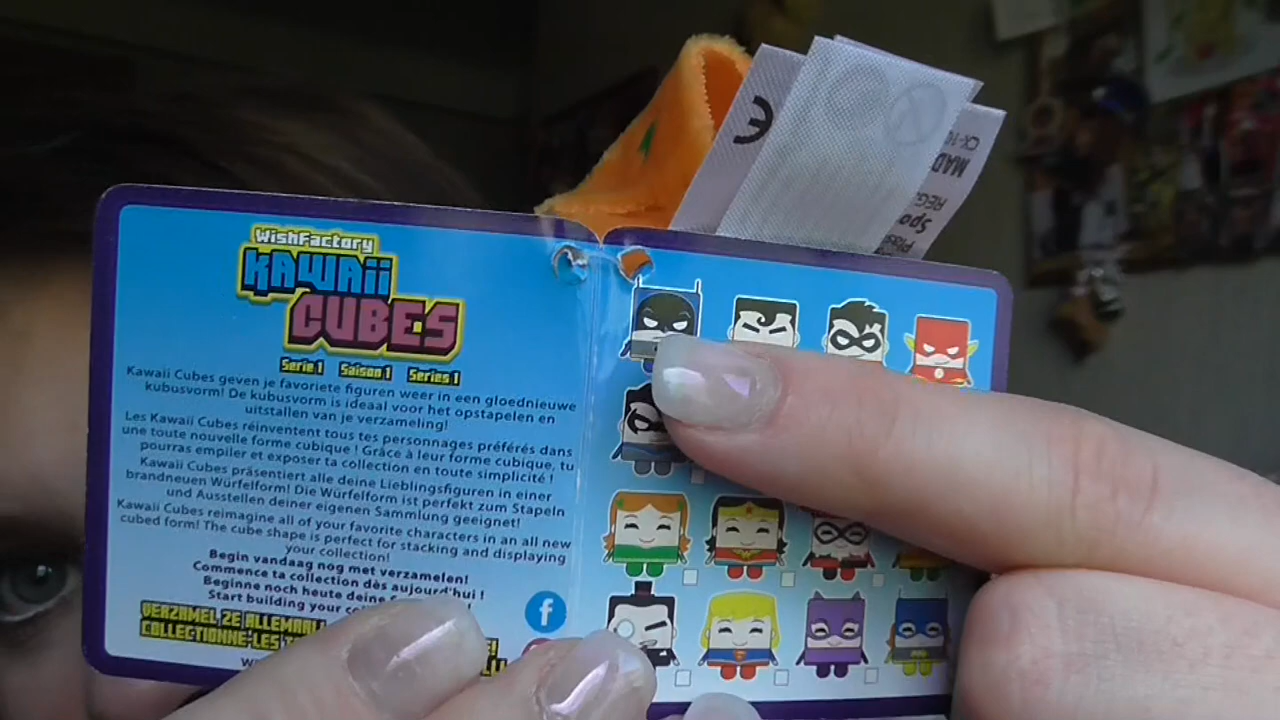 WishFactory
KAWAii
CUBES
Serie 1 Saison 1 Series 1
Kawaii Cubes geven je favoriete figuren weer in een gloednieuwe
kubusvorm! De kubusvorm is ideaal voor het opstapelen en
uitstallen van je verzameling!
Les Kawaii Cubes réinventent tous tes personnages préférés dans
une toute nouvelle forme cubique ! Grâce à leur forme cubique, tu
pourras empiler et exposer ta collection en toute simplicité !
Kawaii Cubes präsentiert alle deine Lieblingsfiguren in einer
brandneuen Würfelform! Die Würfelform ist perfekt zum Stapeln
und Ausstellen deiner eigenen Sammlung geeignet!
Kawaii Cubes reimagine all of your favorite characters in an all new
cubed form! The cube shape is perfect for stacking and displaying
your collection!
Begin vandaag nog met verzamelen!
Commence ta collection dès aujourd'hui !
Beginne noch heute deine
Start building your
VERZAMEL ZE ALLEMAAL
COLLECTIONNE-LES
f
CE
MAD
REG
Spo